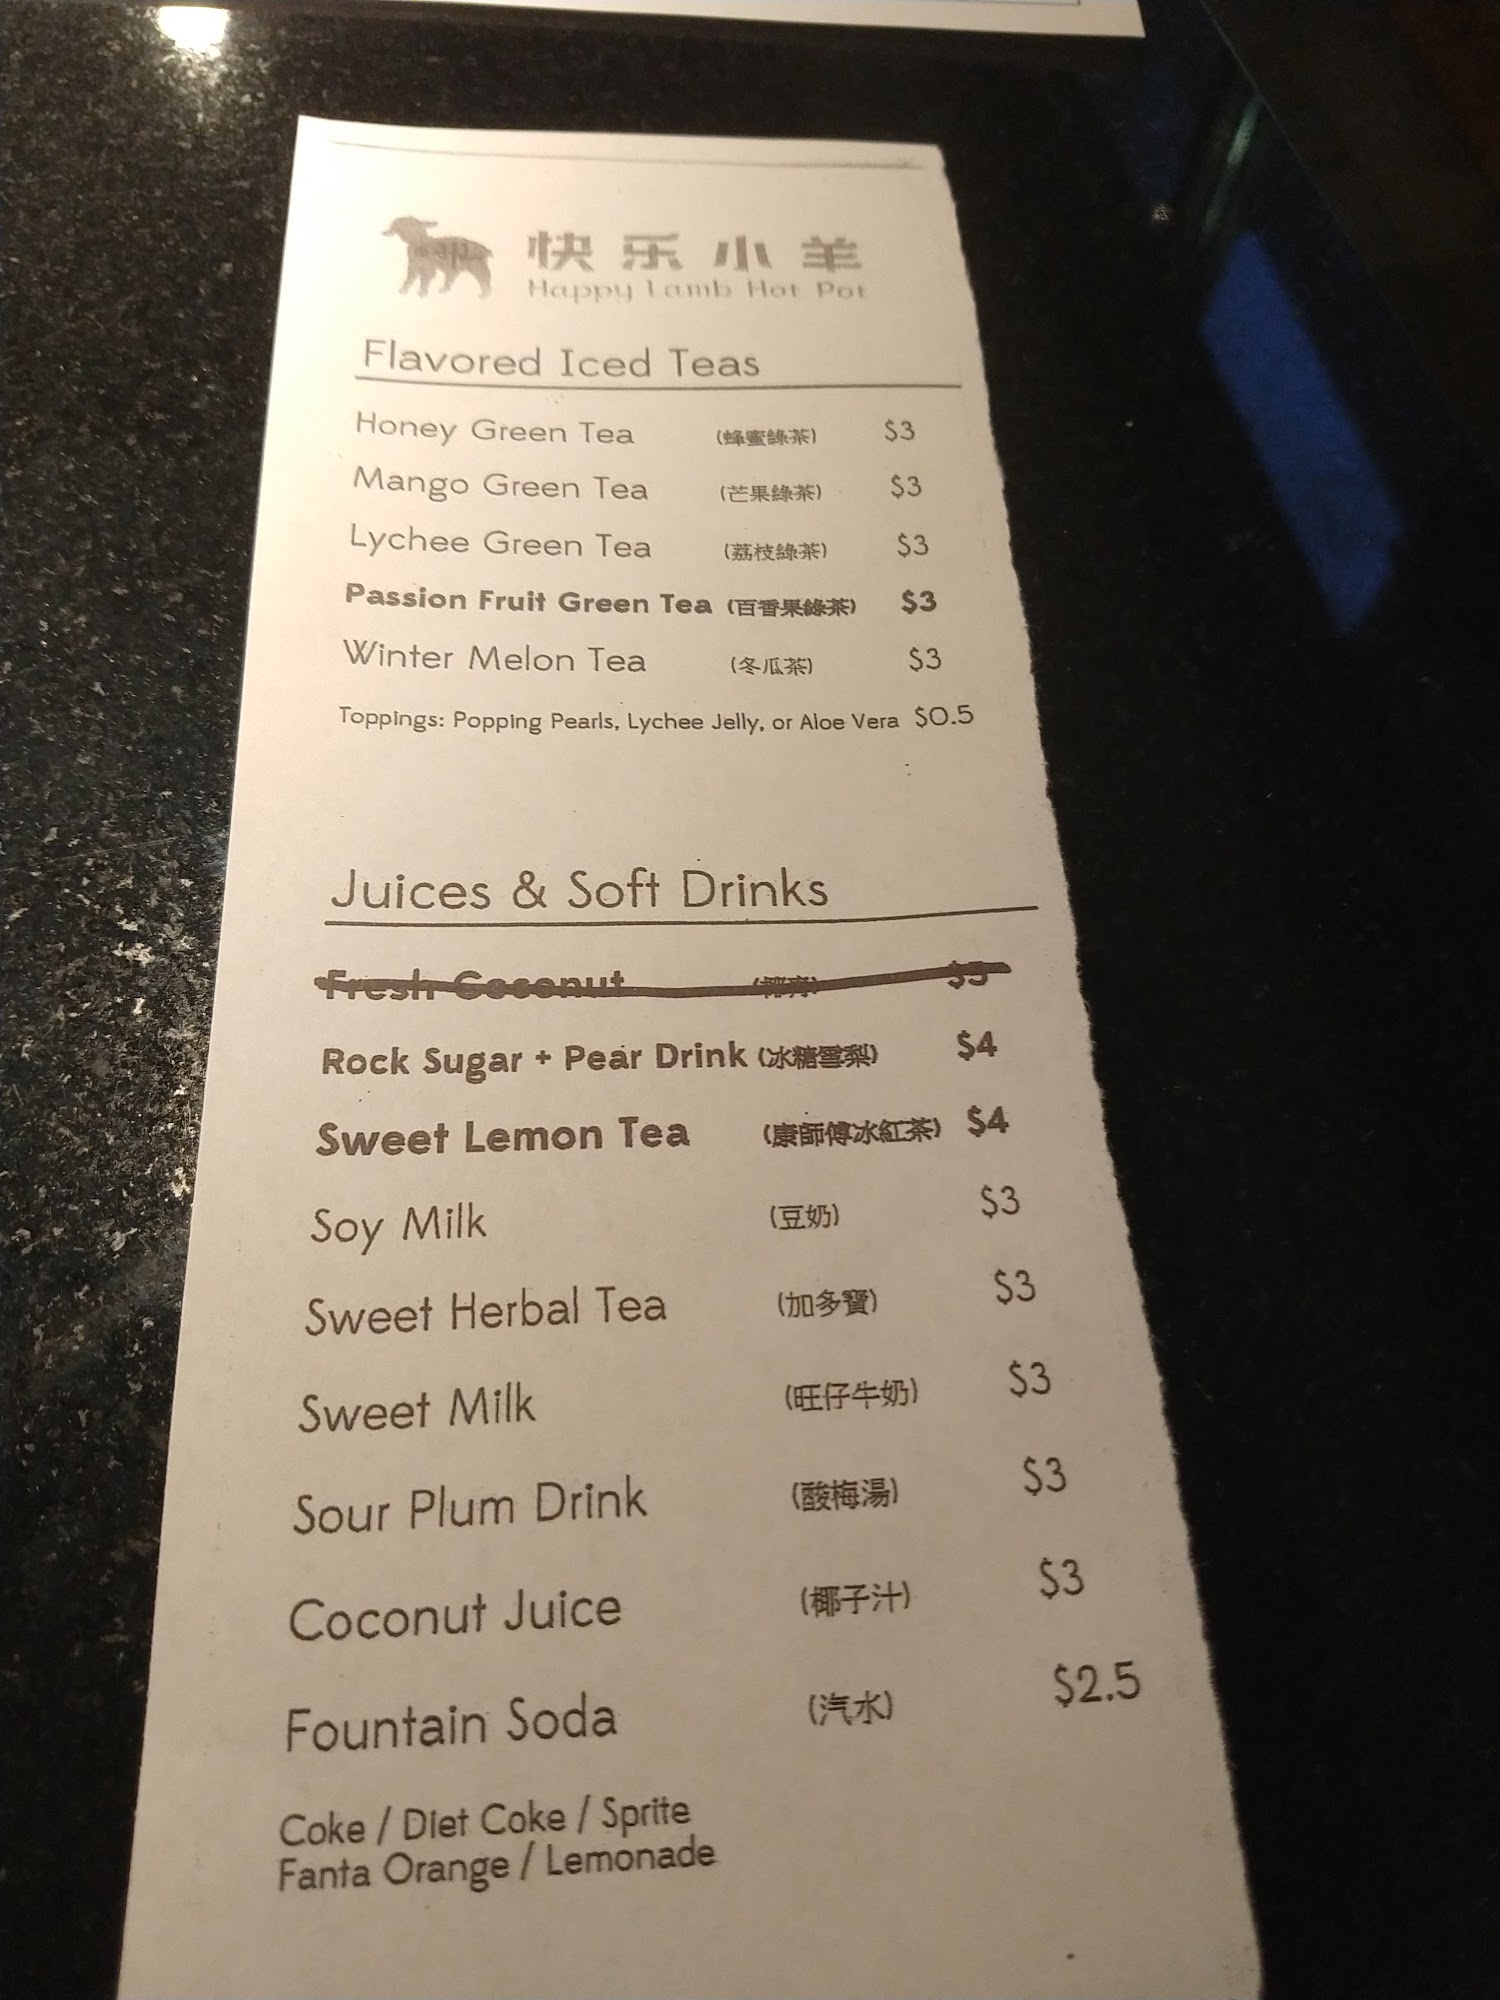 快乐小羊
Happy Lamb Hot Pot
Flavored Iced Teas
Honey Green Tea (蜂蜜綠茶) $3
Mango Green Tea (芒果綠茶) $3
Lychee Green Tea (荔枝綠茶) $3
Passion Fruit Green Tea (百香果綠茶) $3
Winter Melon Tea (冬瓜茶) $3
Toppings: Popping Pearls, Lychee Jelly, or Aloe Vera $0.5
Juices & Soft Drinks
Fresh Coconut (椰青) $5
Rock Sugar + Pear Drink (冰糖雪梨) $4
Sweet Lemon Tea (康師傅冰紅茶) $4
Soy Milk (豆奶) $3
Sweet Herbal Tea (加多寶) $3
Sweet Milk (旺仔牛奶) $3
Sour Plum Drink (酸梅湯) $3
Coconut Juice (椰子汁) $3
Fountain Soda (汽水) $2.5
Coke / Diet Coke / Sprite
Fanta Orange / Lemonade